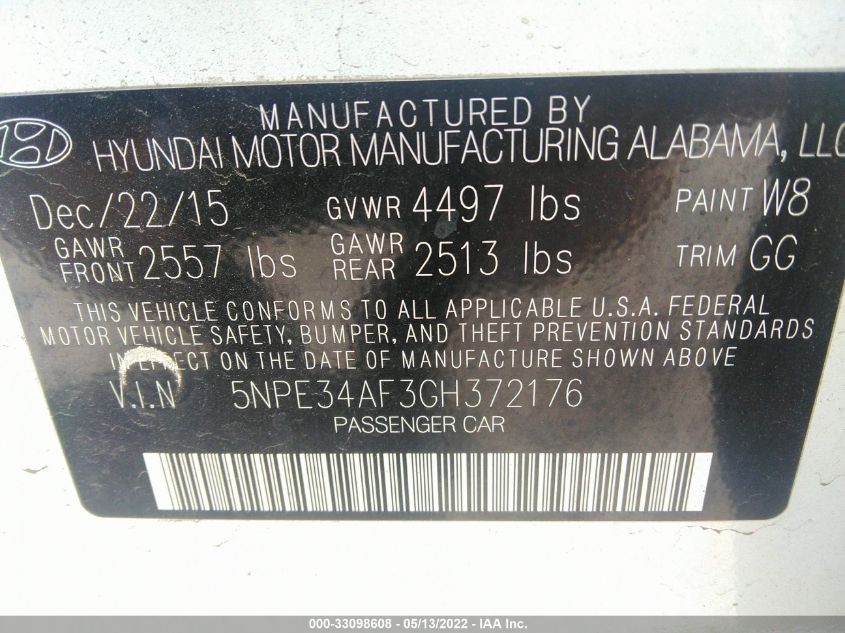 MANUFACTURED BY
HYUNDAI MOTOR MANUFACTURING ALABAMA, LLC
Dec/22/15 GVWR 4497 lbs PAINT W8
GAWR FRONT 2557 lbs GAWR REAR 2513 lbs TRIM GG
THIS VEHICLE CONFORMS TO ALL APPLICABLE U.S.A. FEDERAL
MOTOR VEHICLE SAFETY, BUMPER, AND THEFT PREVENTION STANDARDS
IN EFFECT ON THE DATE OF MANUFACTURE SHOWN ABOVE
V.I.N 5NPE34AF3GH372176
PASSENGER CAR
000-33098608 - 05/13/2022 - IAA Inc.